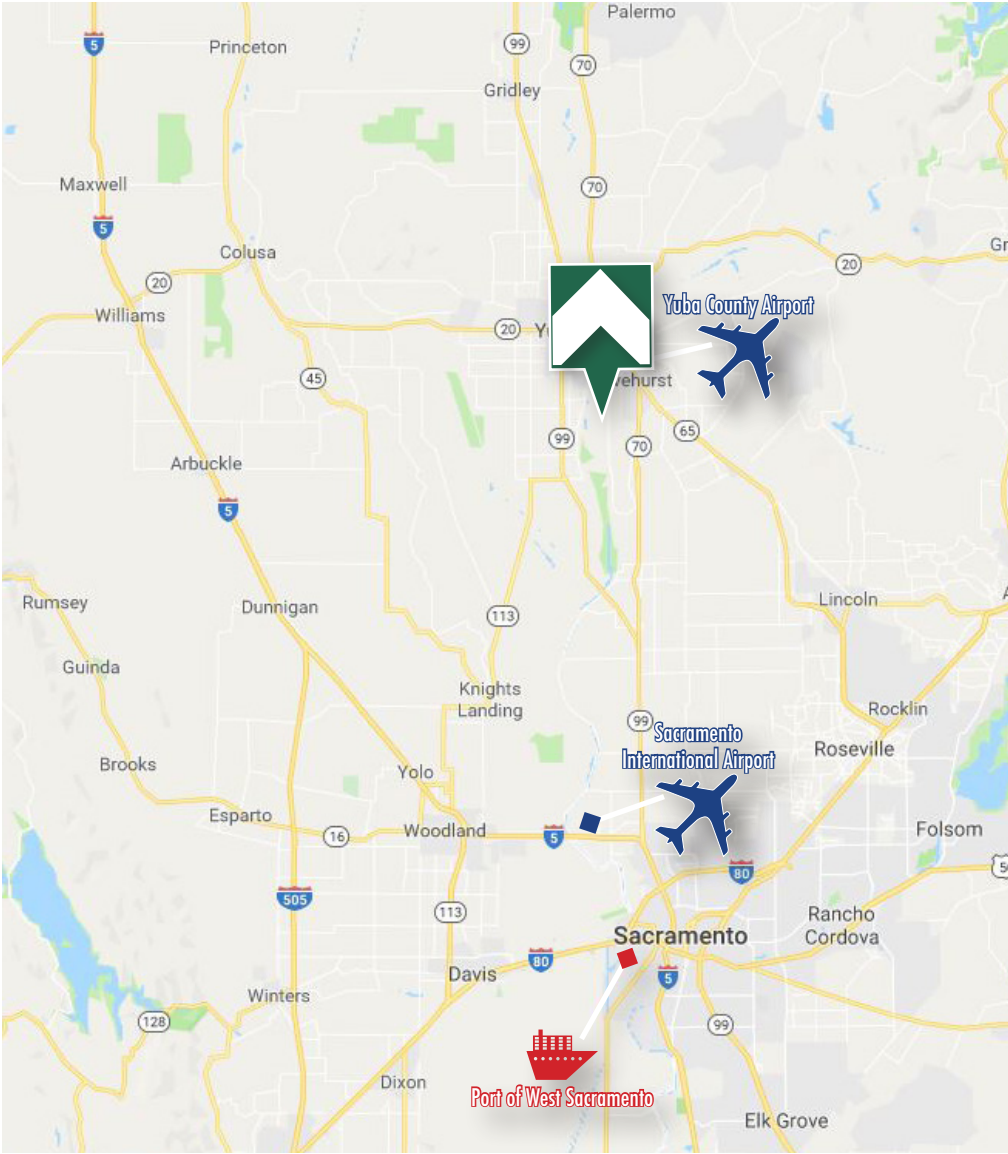 Palermo
5
Princeton
99
70
Gridley
70
Maxwell
5
Colusa
20
20
Williams
Yuba County Airport
20
45
99
70
65
Arbuckle
5
Rumsey
Dunnigan
Lincoln
113
Guinda
Knights
Landing
99
Rocklin
Sacramento
International Airport
Roseville
Brooks
Yolo
Esparto
16
Woodland
5
Folsom
80
505
113
Rancho
Cordova
Sacramento
80
Davis
5
Winters
128
99
Dixon
Port of West Sacramento
Elk Grove